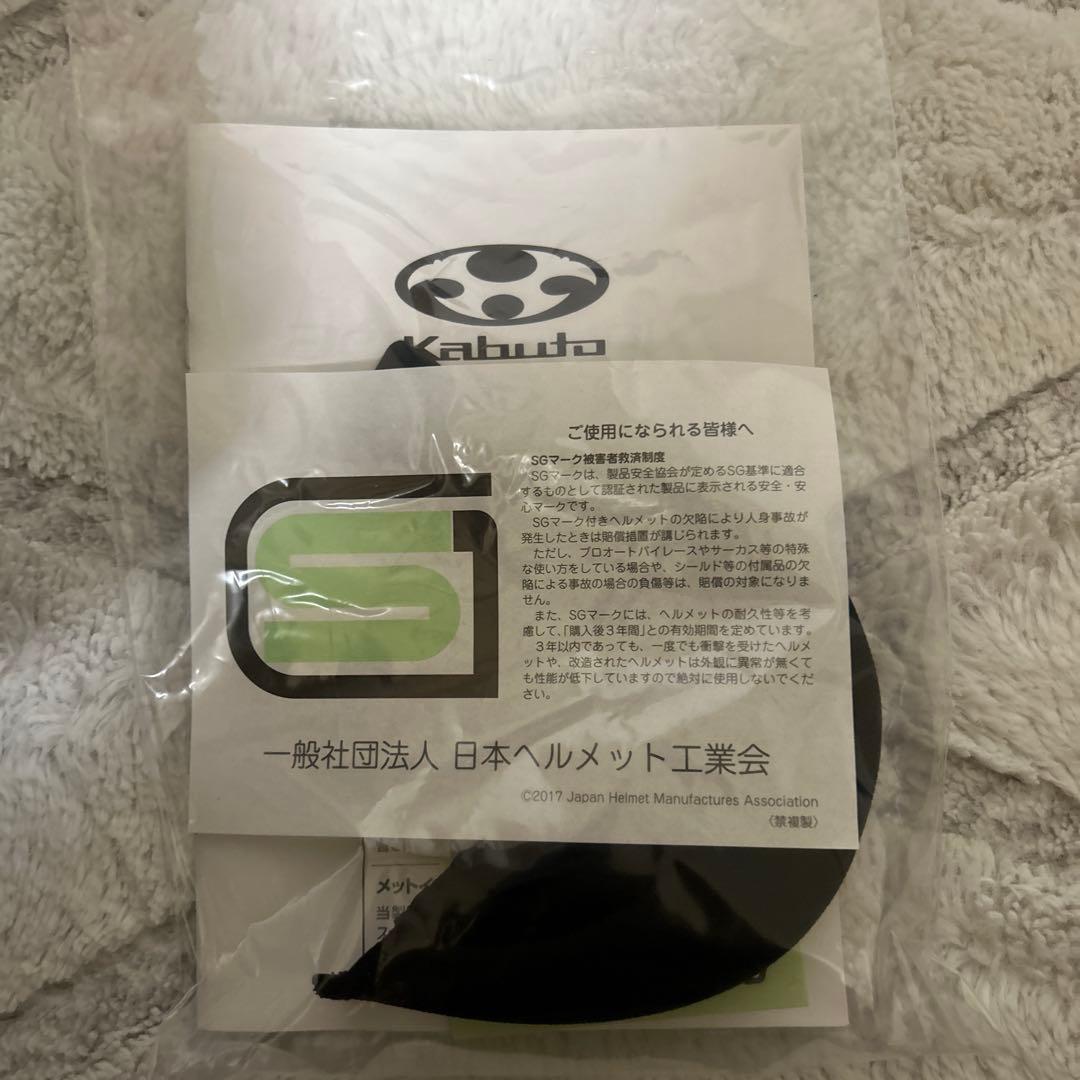 Kabuto
ご使用になられる皆様へ
SGマーク被害者救済制度
SGマークは、製品安全協会が定めるSG基準に適合
するものとして認証された製品に表示される安全・安
心マークです。
SGマーク付きヘルメットの欠陥により人身事故が
発生したときは賠償措置が講じられます。
ただし、プロオートバイレースやサーカス等の特殊
な使い方をしている場合や、シールド等の付属品の欠
陥による事故の場合の負傷等は、賠償の対象になりま
せん。
また、SGマークには、ヘルメットの耐久性等を考
慮して、「購入後3年間」との有効期間を定めています。
3年以内であっても、一度でも衝撃を受けたヘルメ
ットや、改造されたヘルメットは外観に異常が無くて
も性能が低下していますので絶対に使用しないでくだ
さい。
一般社団法人 日本ヘルメット工業会
©2017 Japan Helmet Manufactures Association
〈禁複製〉
メットイ
当製